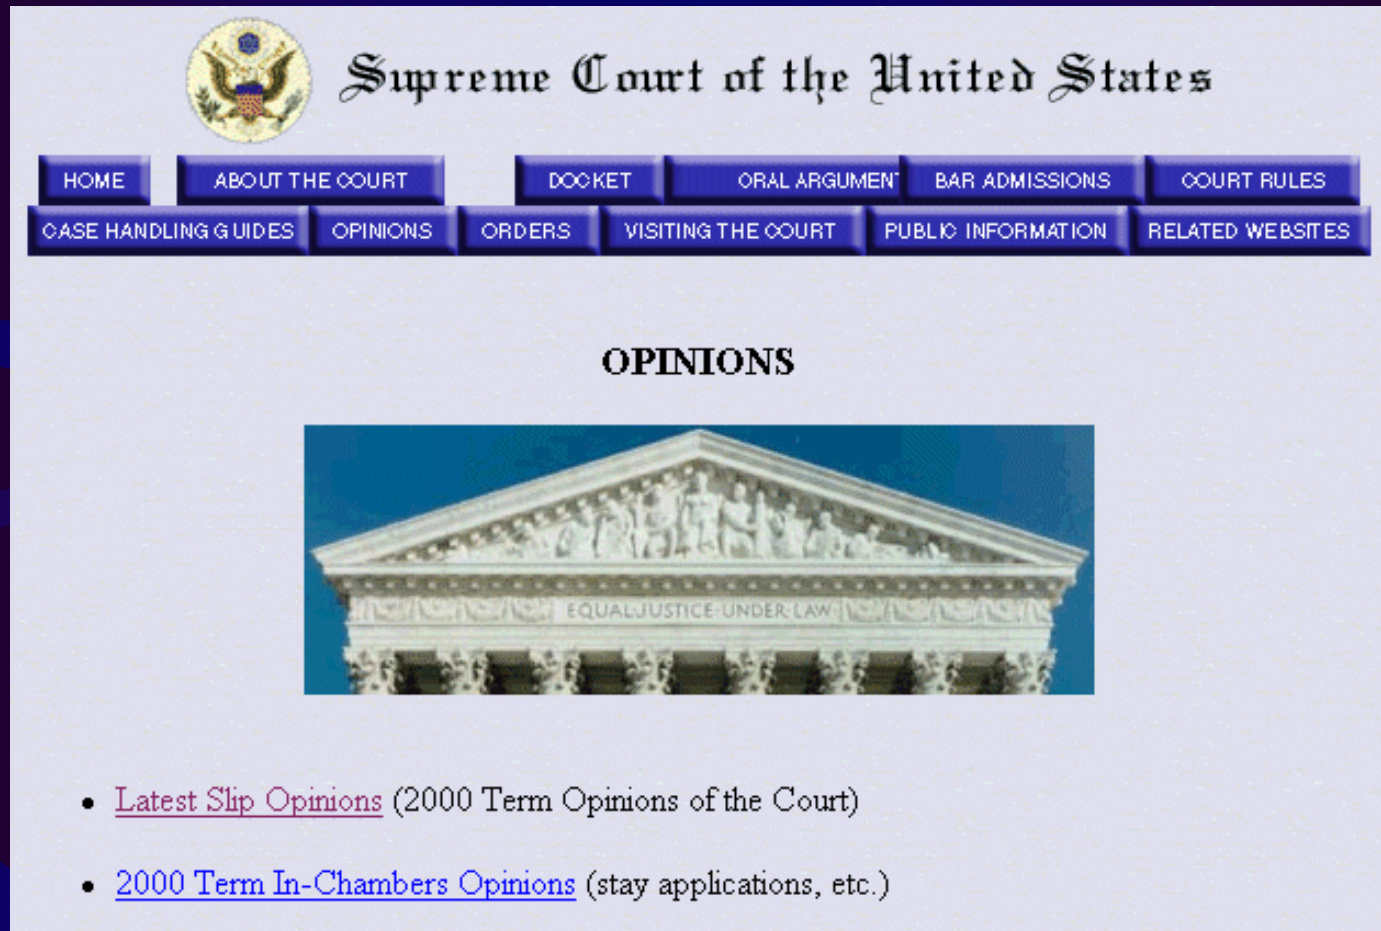 Supreme Court of the United States
HOME ABOUT THE COURT DOCKET ORAL ARGUMENT BAR ADMISSIONS COURT RULES
CASE HANDLING GUIDES OPINIONS ORDERS VISITING THE COURT PUBLIC INFORMATION RELATED WEBSITES
OPINIONS
EQUAL·JUSTICE·UNDER·LAW
• Latest Slip Opinions (2000 Term Opinions of the Court)
• 2000 Term In-Chambers Opinions (stay applications, etc.)